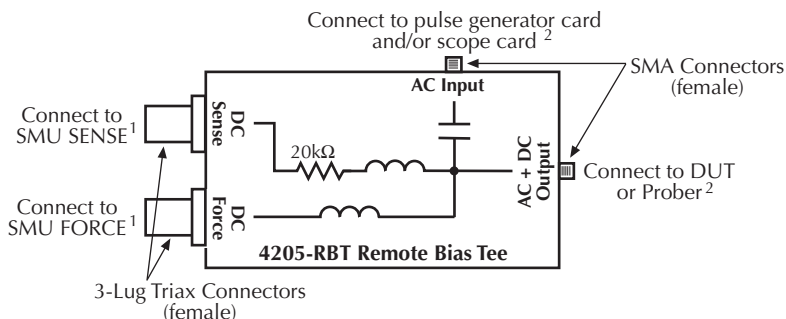 Connect to pulse generator card
and/or scope card 2
SMA Connectors
(female)
AC Input
Connect to
SMU SENSE1
DC
Sense
20kΩ
AC + DC
Output
Connect to DUT
or Prober2
Connect to
SMU FORCE1
DC
Force
4205-RBT Remote Bias Tee
3-Lug Triax Connectors
(female)